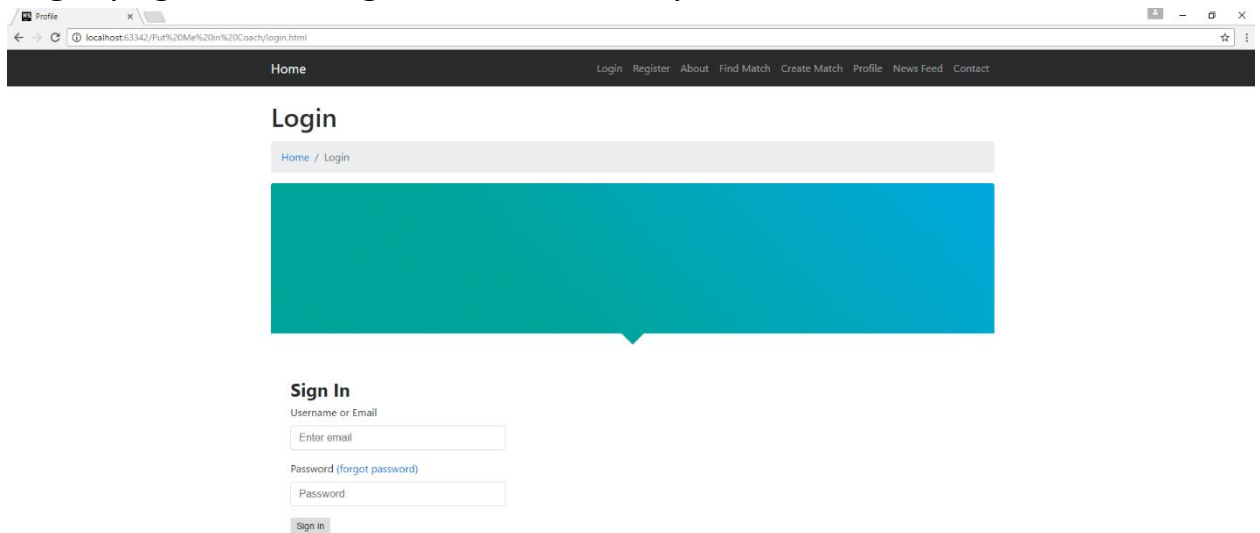 Profile
localhost:63342/Put%20Me%20in%20Coach/login.html
Home Login Register About Find Match Create Match Profile News Feed Contact
Login
Home / Login
Sign In
Username or Email
Enter email
Password (forgot password)
Password
Sign in